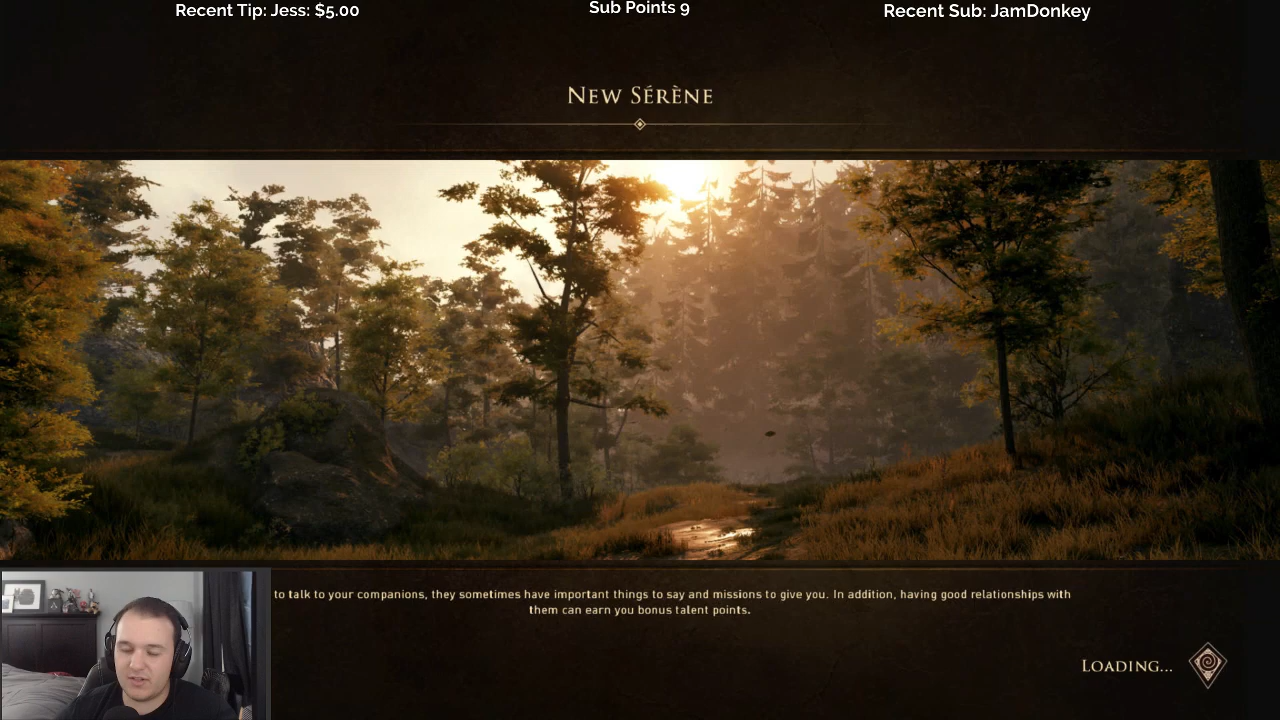 Recent Tip: Jess: $5.00
Sub Points 9
Recent Sub: JamDonkey
New Sérène
to talk to your companions, they sometimes have important things to say and missions to give you. In addition, having good relationships with
them can earn you bonus talent points.
Loading...